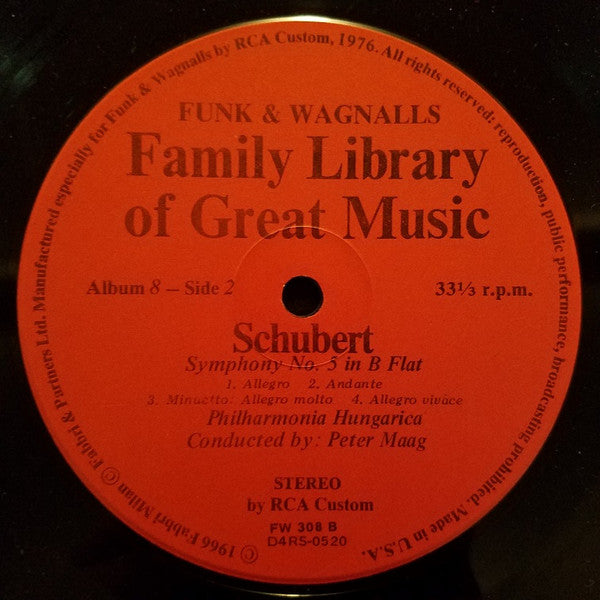 © 1966 Fabbri Milan © Fabbri & Partners Ltd. Manufactured especially for Funk & Wagnalls by RCA Custom, 1976. All rights reserved; reproduction, public performance, broadcasting prohibited. Made in U.S.A.
FUNK & WAGNALLS
Family Library
of Great Music
Album 8 – Side 2
33⅓ r.p.m.
Schubert
Symphony No. 5 in B Flat
1. Allegro 2. Andante
3. Minuetto: Allegro molto 4. Allegro vivace
Philharmonia Hungarica
Conducted by: Peter Maag
STEREO
by RCA Custom
FW 308 B
D4RS-0520